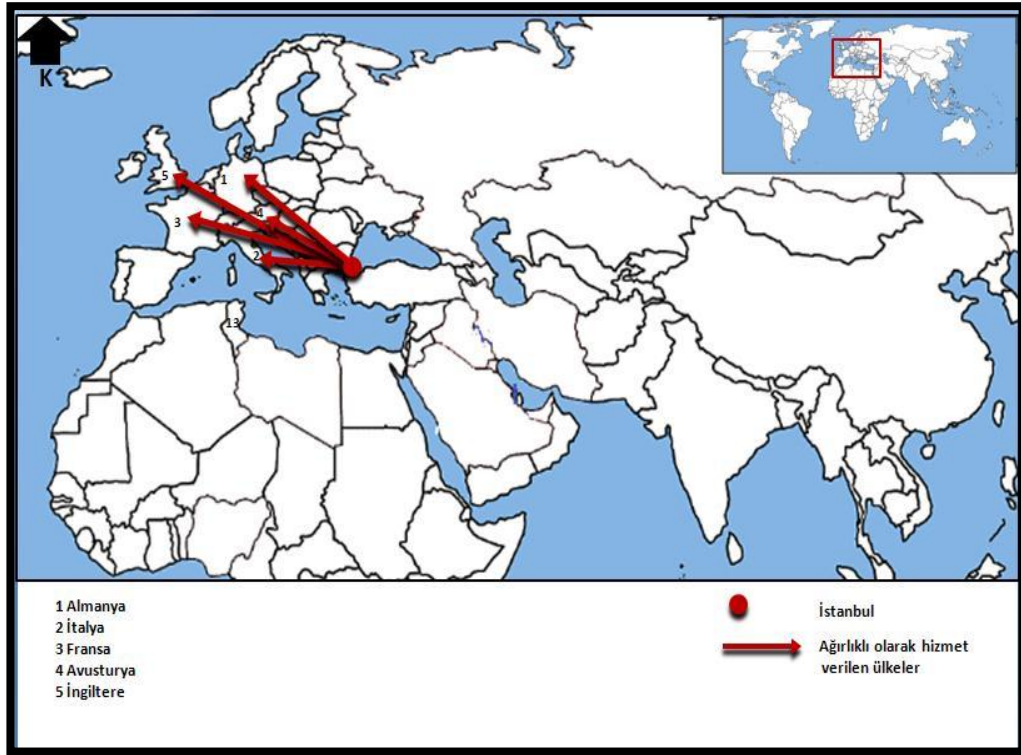 K
5
1
4
3
2
13
1 Almanya
2 İtalya
3 Fransa
4 Avusturya
5 İngiltere
İstanbul
Ağırlıklı olarak hizmet
verilen ülkeler